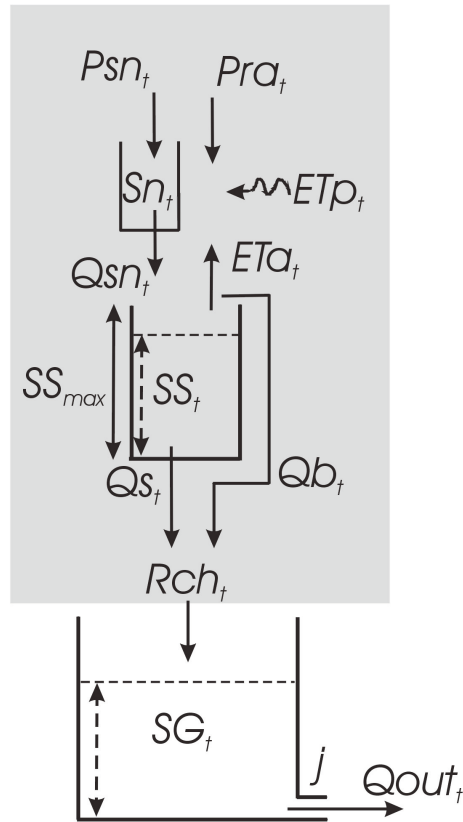 Psn_t Pra_t
Sn_t ETp_t
Qsn_t ETa_t
SS_max SS_t
Qs_t Qb_t
Rch_t
SG_t j
Qout_t